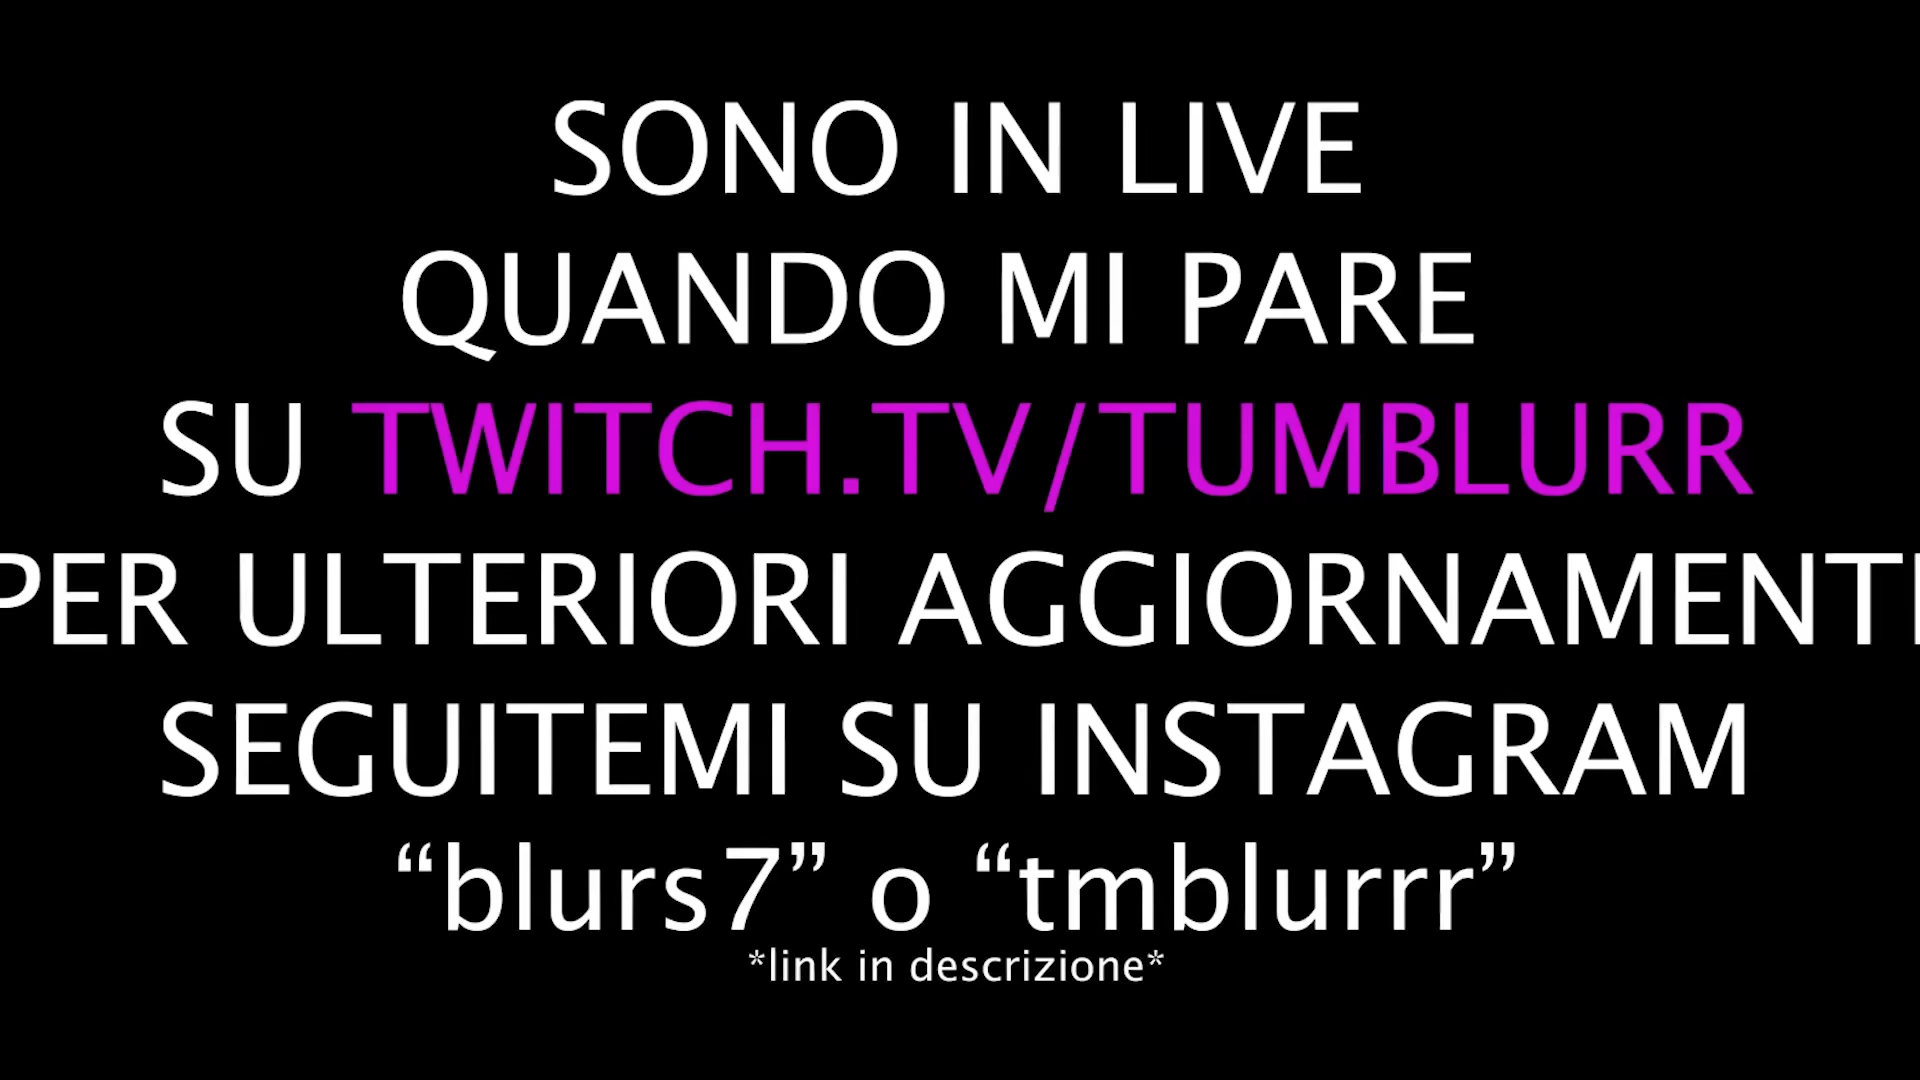 SONO IN LIVE
QUANDO MI PARE
SU TWITCH.TV/TUMBLURR
PER ULTERIORI AGGIORNAMENTI
SEGUITEMI SU INSTAGRAM
“blurs7” o “tmblurrr”
*link in descrizione*